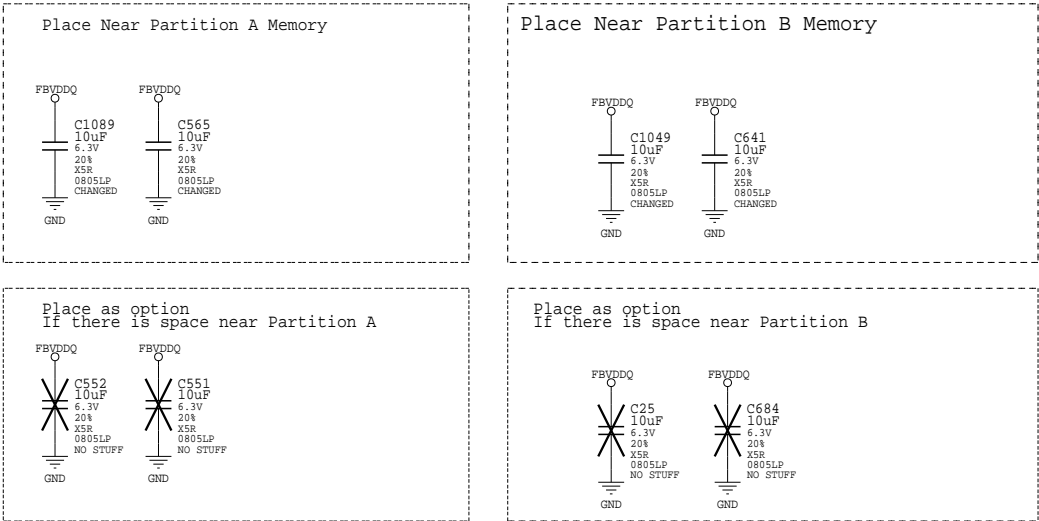 Place Near Partition A Memory
FBVDDQ
C1089
10uF
6.3V
20%
X5R
0805LP
CHANGED
GND
FBVDDQ
C565
10uF
6.3V
20%
X5R
0805LP
CHANGED
GND
Place Near Partition B Memory
FBVDDQ
C1049
10uF
6.3V
20%
X5R
0805LP
CHANGED
GND
FBVDDQ
C641
10uF
6.3V
20%
X5R
0805LP
CHANGED
GND
Place as option
If there is space near Partition A
FBVDDQ
C552
10uF
6.3V
20%
X5R
0805LP
NO STUFF
GND
FBVDDQ
C551
10uF
6.3V
20%
X5R
0805LP
NO STUFF
GND
Place as option
If there is space near Partition B
FBVDDQ
C25
10uF
6.3V
20%
X5R
0805LP
NO STUFF
GND
FBVDDQ
C684
10uF
6.3V
20%
X5R
0805LP
NO STUFF
GND